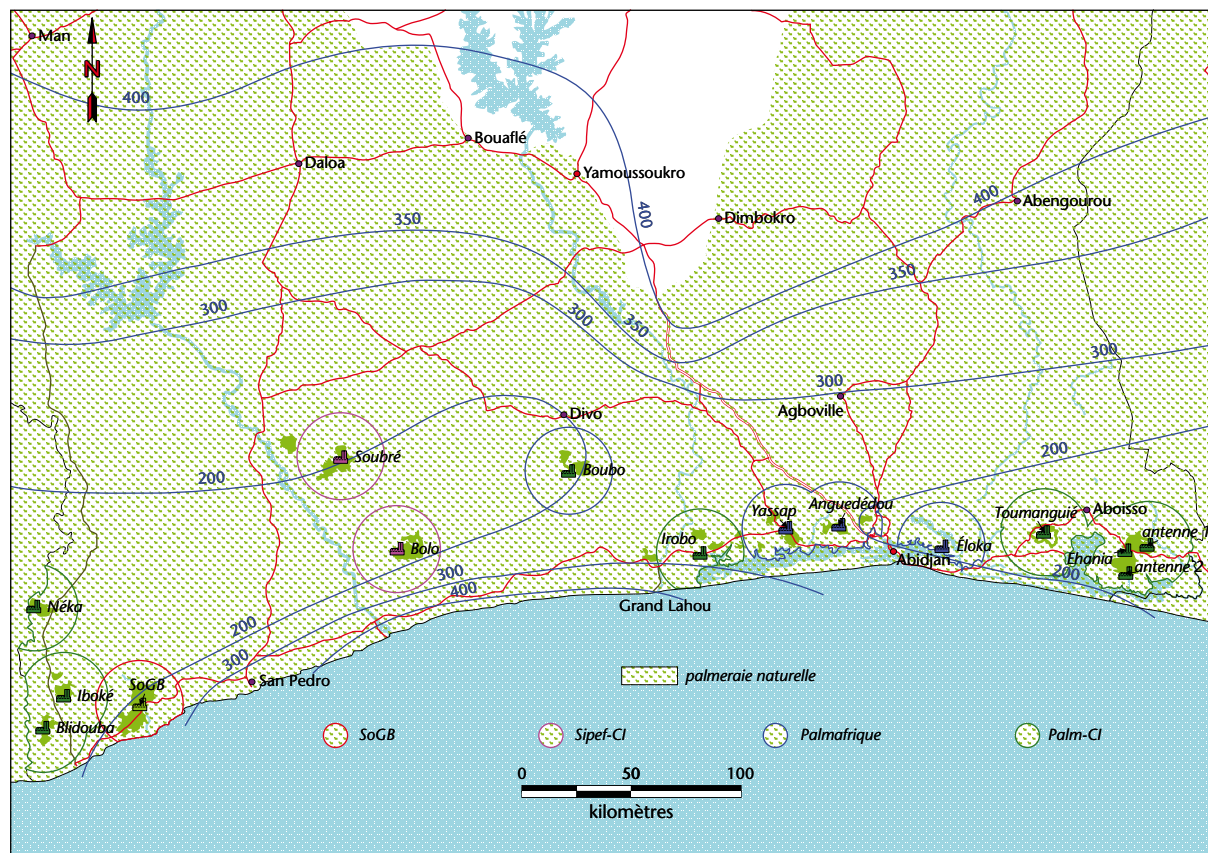 Man
N
400
Bouaflé
Daloa
Yamoussoukro
400
Dimbokro
400
Abengourou
350
350
300
300
350
300
300
Agboville
Divo
200
Soubré
Boubo
200
Yassap
Anguédédou
Toumanguié
Aboisso
antenne 1
Irobo
Bolo
Éloka
Abidjan
Ehania
antenne 2
200
300
400
Grand Lahou
Néka
200
300
San Pedro
SoGB
Iboké
Blidouba
palmeraie naturelle
SoGB
Sipef-CI
Palmafrique
Palm-CI
0 50 100
kilomètres